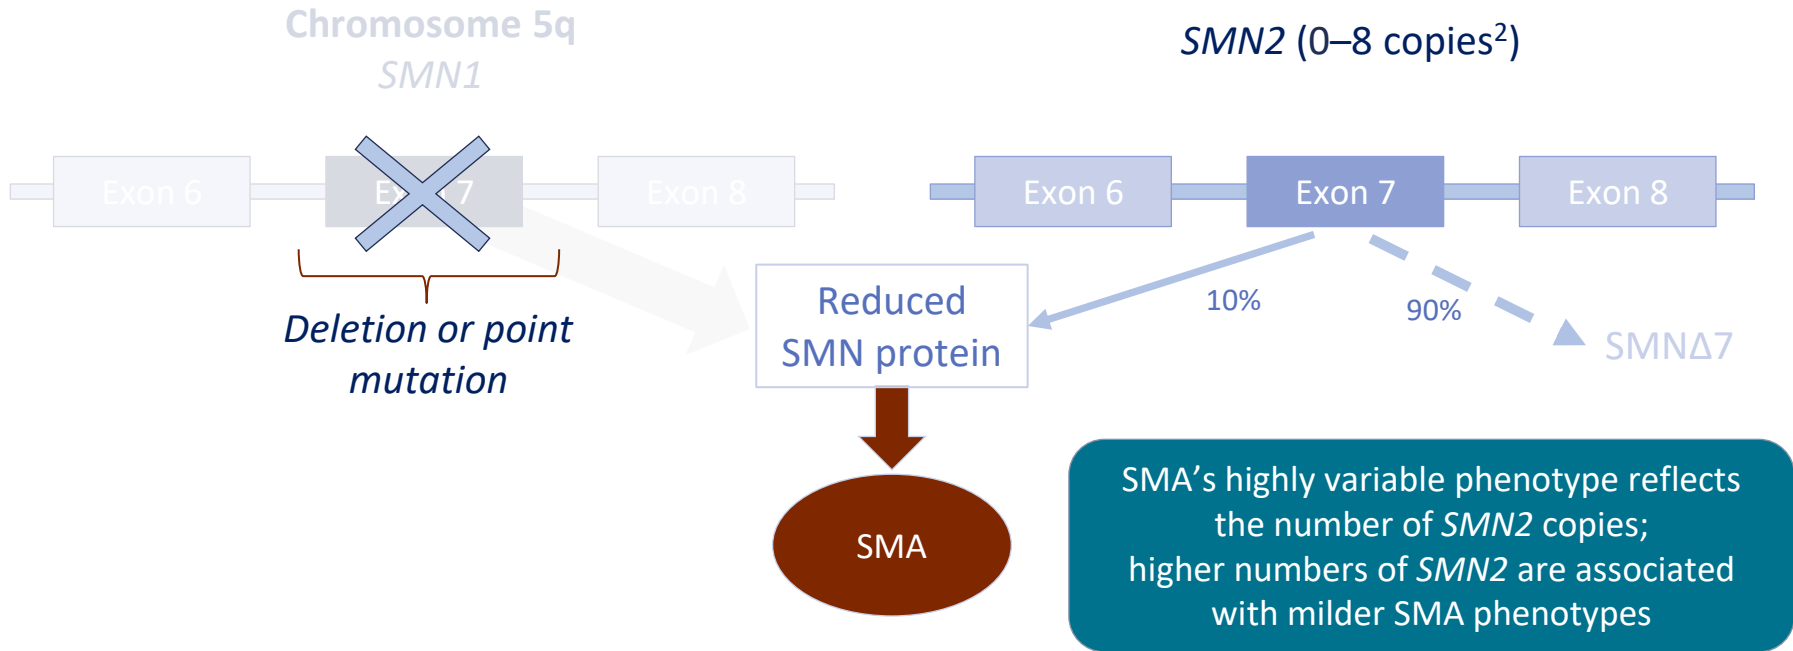 Chromosome 5q
SMN1
SMN2 (0–8 copies²)
Exon 6
Exon 7
Exon 8
Exon 6
Exon 7
Exon 8
Deletion or point
mutation
Reduced
SMN protein
10%
90%
SMNΔ7
SMA
SMA’s highly variable phenotype reflects
the number of SMN2 copies;
higher numbers of SMN2 are associated
with milder SMA phenotypes